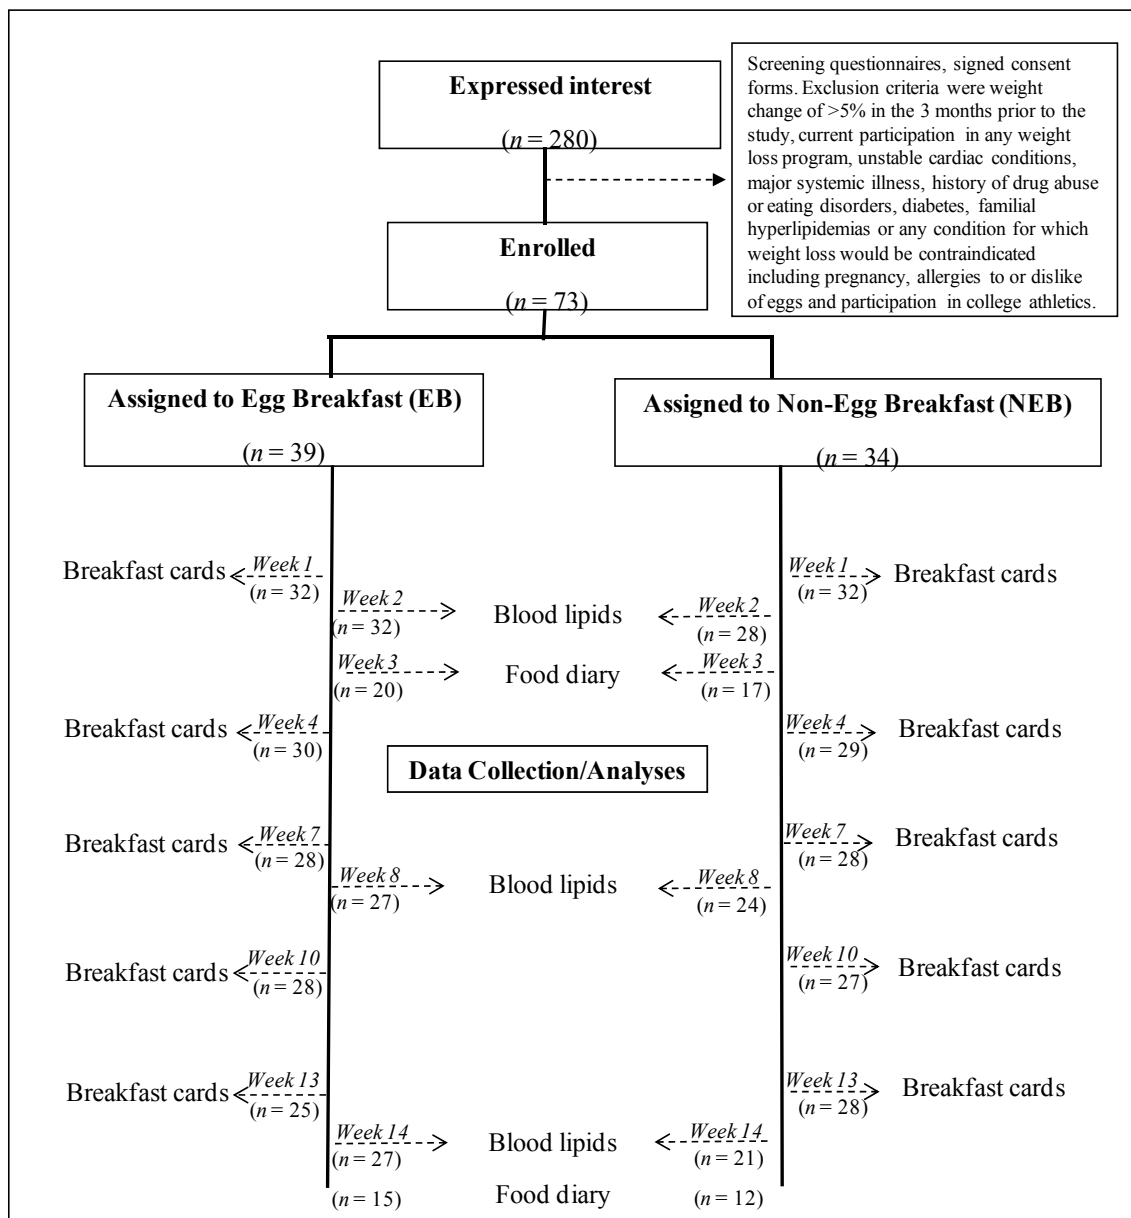 Expressed interest
(n = 280)
Screening questionnaires, signed consent
forms. Exclusion criteria were weight
change of >5% in the 3 months prior to the
study, current participation in any weight
loss program, unstable cardiac conditions,
major systemic illness, history of drug abuse
or eating disorders, diabetes, familial
hyperlipidemias or any condition for which
weight loss would be contraindicated
including pregnancy, allergies to or dislike
of eggs and participation in college athletics.
Enrolled
(n = 73)
Assigned to Egg Breakfast (EB)
(n = 39)
Assigned to Non-Egg Breakfast (NEB)
(n = 34)
Breakfast cards
Week 1
(n = 32)
Week 1
(n = 32)
Breakfast cards
Week 2
(n = 32)
Blood lipids
Week 2
(n = 28)
Week 3
(n = 20)
Food diary
Week 3
(n = 17)
Breakfast cards
Week 4
(n = 30)
Week 4
(n = 29)
Breakfast cards
Data Collection/Analyses
Breakfast cards
Week 7
(n = 28)
Week 7
(n = 28)
Breakfast cards
Week 8
(n = 27)
Blood lipids
Week 8
(n = 24)
Breakfast cards
Week 10
(n = 28)
Week 10
(n = 27)
Breakfast cards
Breakfast cards
Week 13
(n = 25)
Week 13
(n = 28)
Breakfast cards
Week 14
(n = 27)
Blood lipids
Week 14
(n = 21)
(n = 15)
Food diary
(n = 12)